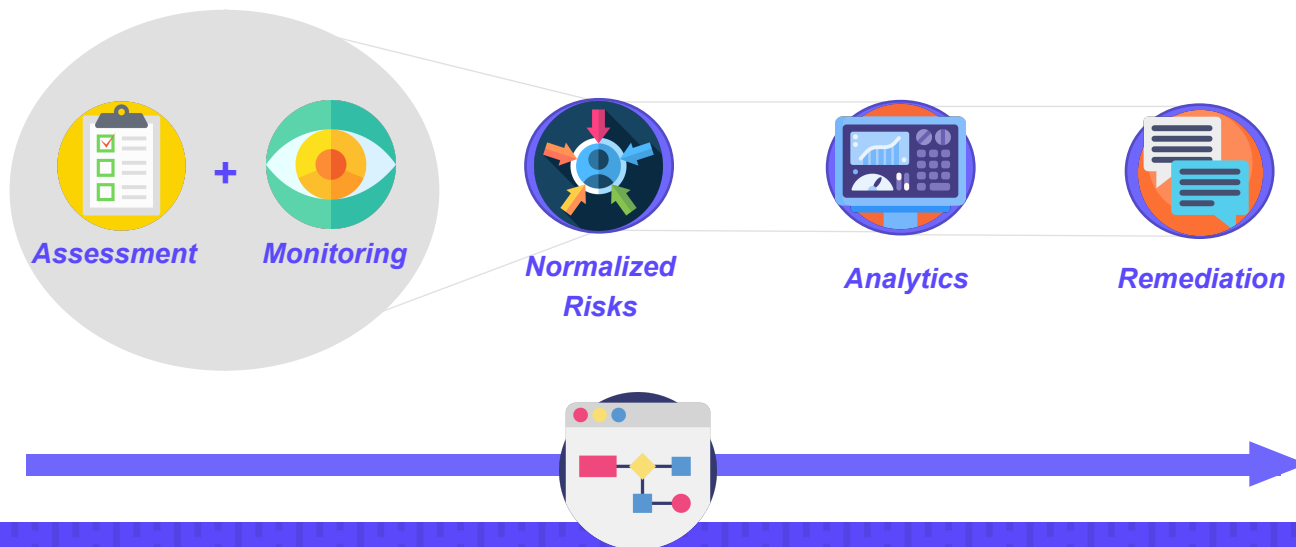 +
Assessment
Monitoring
Normalized
Risks
Analytics
Remediation